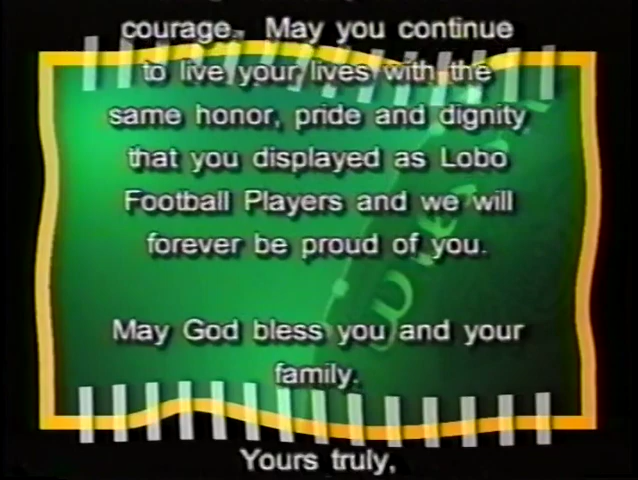 courage. May you continue
to live your lives with the
same honor, pride and dignity
that you displayed as Lobo
Football Players and we will
forever be proud of you.
May God bless you and your
family.
Yours truly,